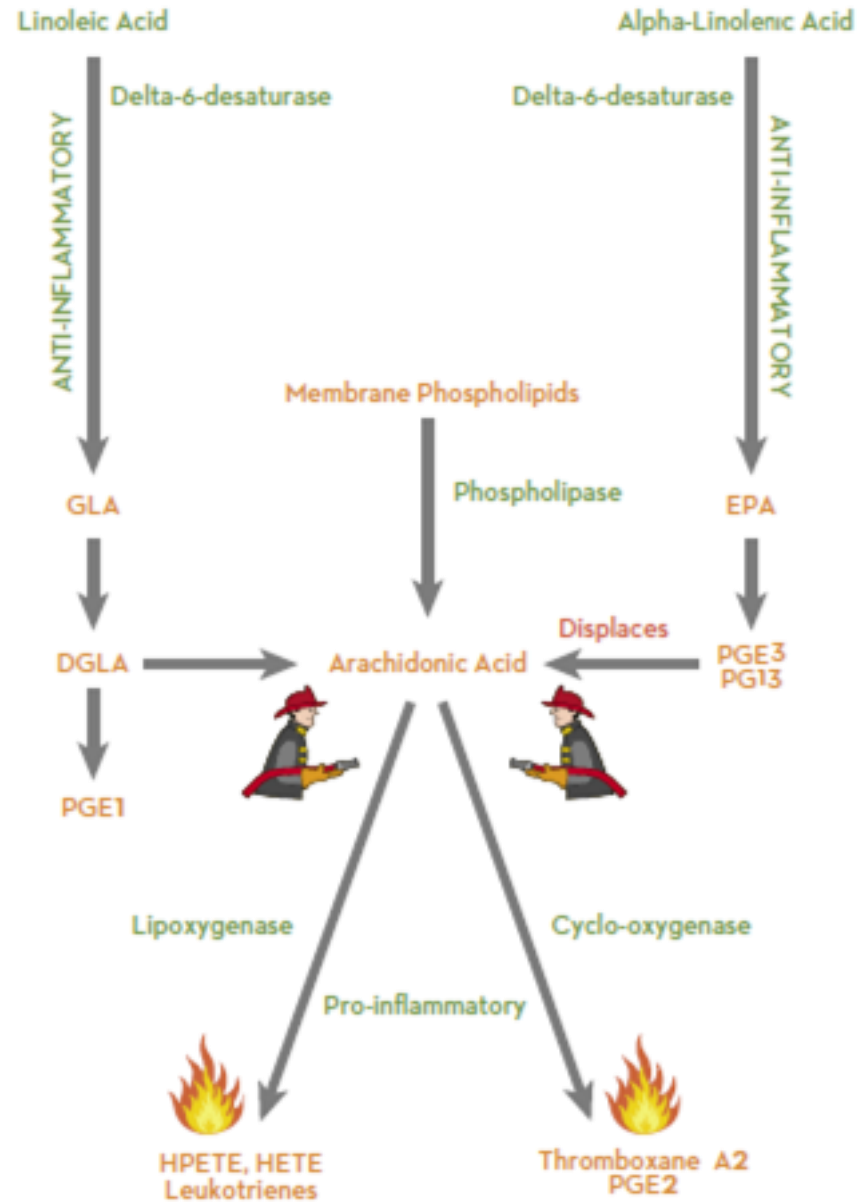 Linoleic Acid
Alpha-Linolenic Acid
Delta-6-desaturase
Delta-6-desaturase
ANTI-INFLAMMATORY
ANTI-INFLAMMATORY
Membrane Phospholipids
Phospholipase
GLA
EPA
Displaces
DGLA
Arachidonic Acid
PGE3
PG13
PGE1
Lipoxygenase
Cyclo-oxygenase
Pro-inflammatory
HPETE, HETE
Leukotrienes
Thromboxane A2
PGE2